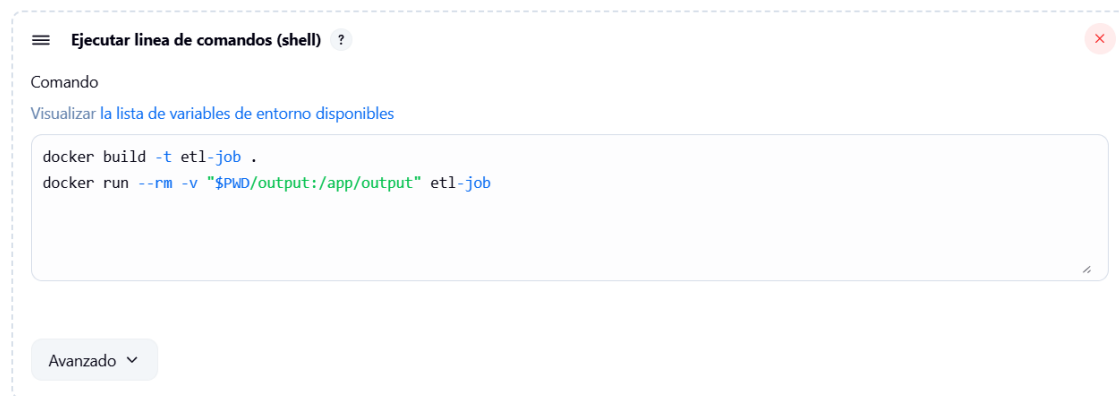 Ejecutar linea de comandos (shell) ?
Comando
Visualizar la lista de variables de entorno disponibles
docker build -t etl-job .
docker run --rm -v "$PWD/output:/app/output" etl-job
Avanzado